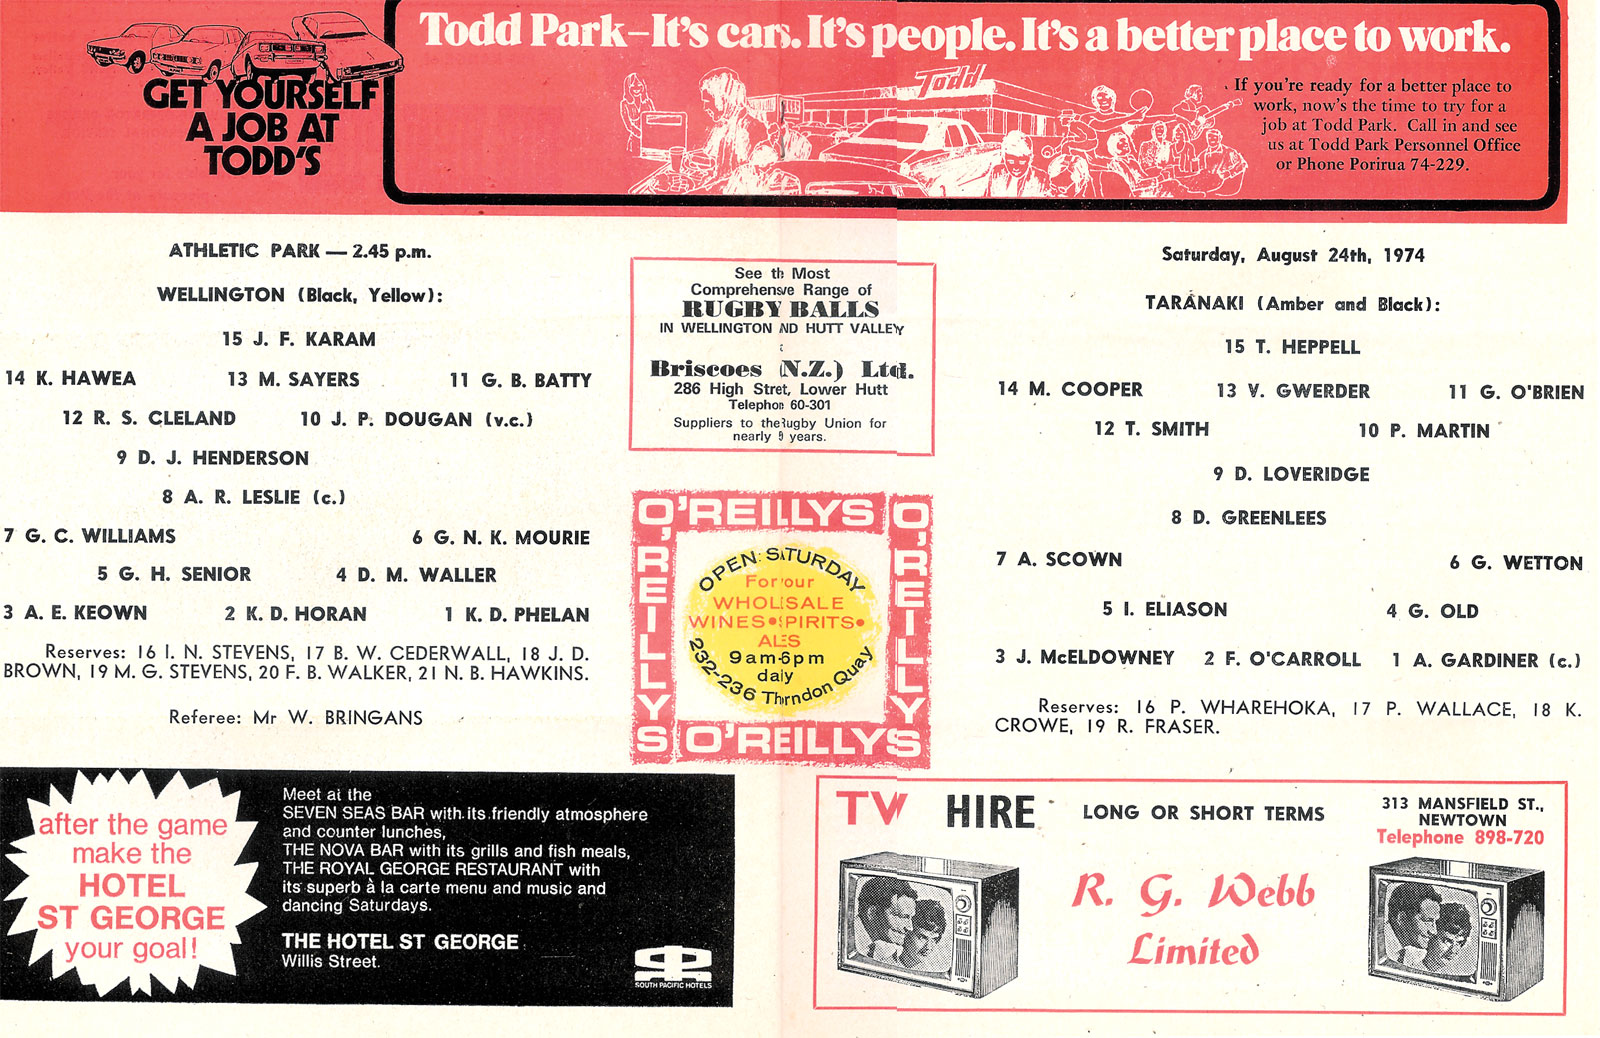 GET YOURSELF
A JOB AT
TODD'S
Todd Park–It's cars. It's people. It's a better place to work.
Todd
If you're ready for a better place to
work, now's the time to try for a
job at Todd Park. Call in and see
us at Todd Park Personnel Office
or Phone Porirua 74-229.
ATHLETIC PARK — 2.45 p.m.
WELLINGTON (Black, Yellow):
15 J. F. KARAM
14 K. HAWEA 13 M. SAYERS 11 G. B. BATTY
12 R. S. CLELAND 10 J. P. DOUGAN (v.c.)
9 D. J. HENDERSON
8 A. R. LESLIE (c.)
7 G. C. WILLIAMS 6 G. N. K. MOURIE
5 G. H. SENIOR 4 D. M. WALLER
3 A. E. KEOWN 2 K. D. HORAN 1 K. D. PHELAN
Reserves: 16 I. N. STEVENS, 17 B. W. CEDERWALL, 18 J. D.
BROWN, 19 M. G. STEVENS, 20 F. B. WALKER, 21 N. B. HAWKINS.
Referee: Mr W. BRINGANS
See th Most
Comprehensve Range of
RUGBY BALLS
IN WELLINGTON ND HUTT VALLEY
Briscoes (N.Z.) Ltd.
286 High Stret, Lower Hutt
Telephon 60-301
Suppliers to the ugby Union for
nearly years.
O'REILLYS
O'REILLYS
O'REILLYS
O'REILLYS
OPEN: SATURDAY
For our
WHOLESALE
WINES•SPIRITS•
ALES
9am-6pm
daly
232-236 Thorndon Quay
Saturday, August 24th, 1974
TARANAKI (Amber and Black):
15 T. HEPPELL
14 M. COOPER 13 V. GWERDER 11 G. O'BRIEN
12 T. SMITH 10 P. MARTIN
9 D. LOVERIDGE
8 D. GREENLEES
7 A. SCOWN 6 G. WETTON
5 I. ELIASON 4 G. OLD
3 J. McELDOWNEY 2 F. O'CARROLL 1 A. GARDINER (c.)
Reserves: 16 P. WHAREHOKA, 17 P. WALLACE, 18 K.
CROWE, 19 R. FRASER.
after the game
make the
HOTEL
ST GEORGE
your goal!
Meet at the
SEVEN SEAS BAR with its friendly atmosphere
and counter lunches,
THE NOVA BAR with its grills and fish meals,
THE ROYAL GEORGE RESTAURANT with
its superb à la carte menu and music and
dancing Saturdays.
THE HOTEL ST GEORGE
Willis Street.
SOUTH PACIFIC HOTELS
TV HIRE LONG OR SHORT TERMS
313 MANSFIELD ST.,
NEWTOWN
Telephone 898-720
R. G. Webb
Limited